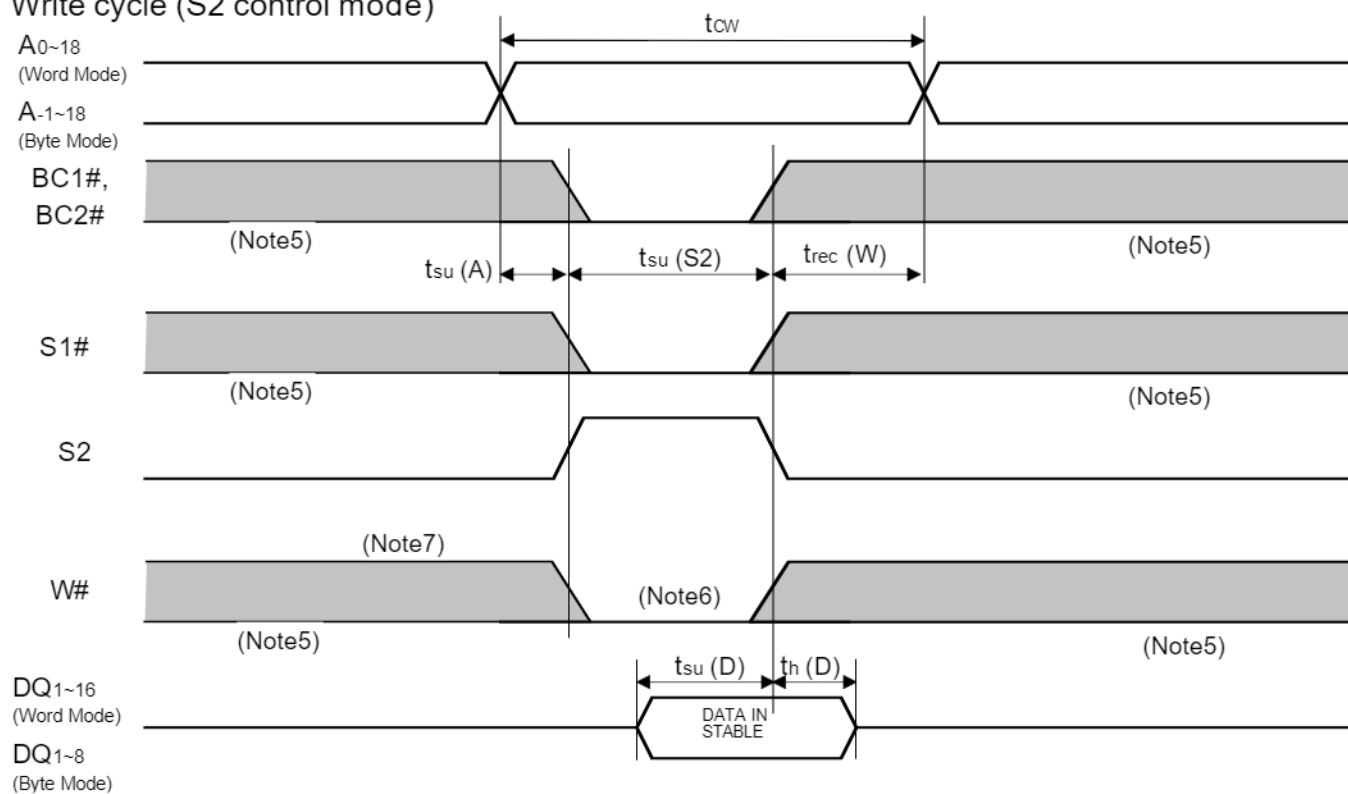 Write cycle (S2 control mode)
tCW
A0~18
(Word Mode)
A-1~18
(Byte Mode)
BC1#,
BC2#
(Note5)
(Note5)
tsu (A)
tsu (S2)
trec (W)
S1#
(Note5)
(Note5)
S2
(Note7)
W#
(Note6)
(Note5)
(Note5)
tsu (D)
th (D)
DQ1~16
(Word Mode)
DATA IN
STABLE
DQ1~8
(Byte Mode)